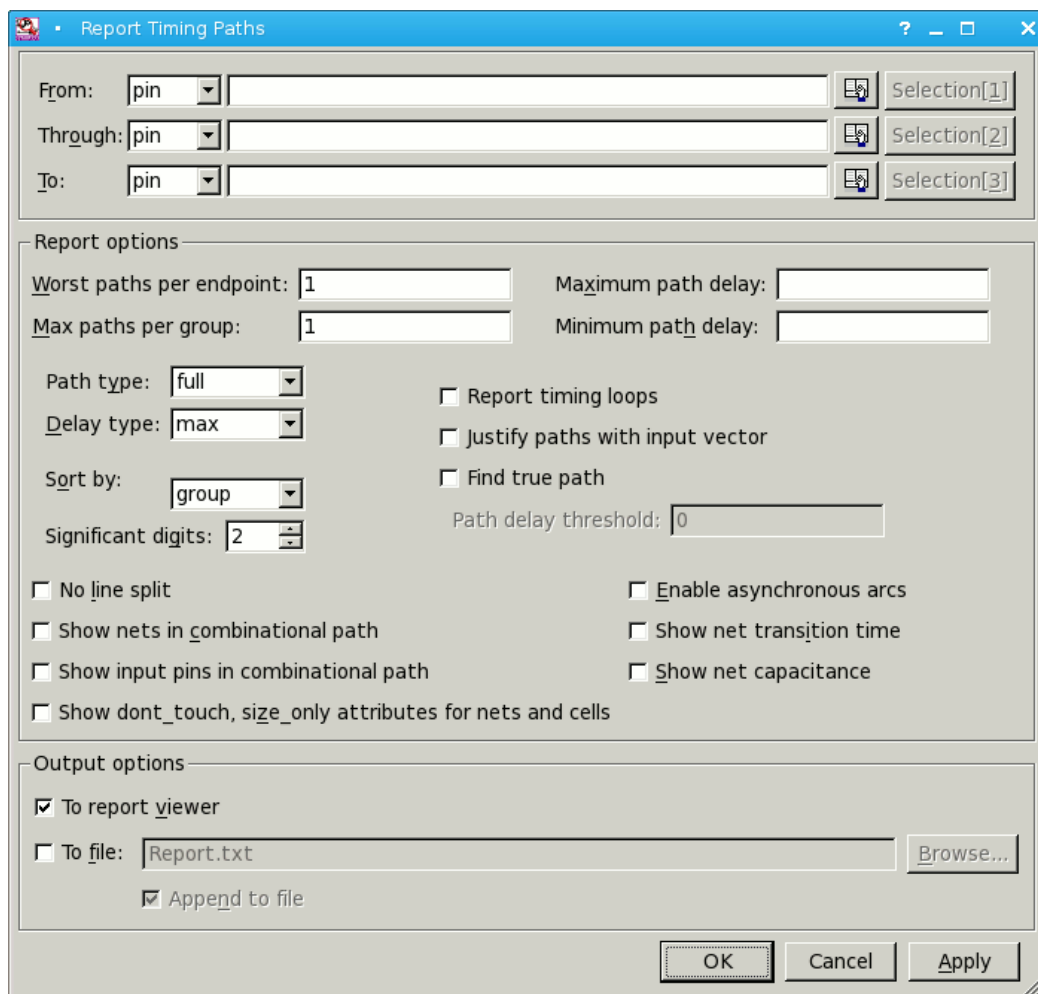 Report Timing Paths
From: pin Selection[1]
Through: pin Selection[2]
To: pin Selection[3]
Report options
Worst paths per endpoint: 1 Maximum path delay:
Max paths per group: 1 Minimum path delay:
Path type: full
Report timing loops
Delay type: max
Justify paths with input vector
Sort by: group
Find true path
Path delay threshold: 0
Significant digits: 2
No line split Enable asynchronous arcs
Show nets in combinational path Show net transition time
Show input pins in combinational path Show net capacitance
Show dont_touch, size_only attributes for nets and cells
Output options
To report viewer
To file: Report.txt Browse...
Append to file
OK Cancel Apply